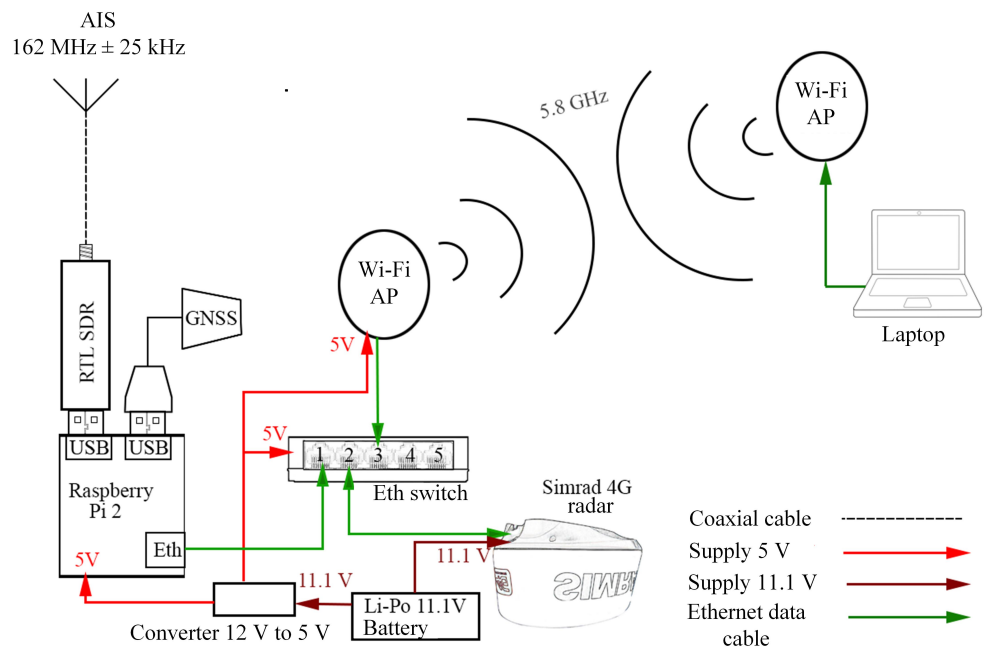 AIS
162 MHz ± 25 kHz
5.8 GHz
Wi-Fi
AP
Wi-Fi
AP
Laptop
RTL SDR
GNSS
5V
5V
USB
USB
1 2 3 4 5
Eth switch
Raspberry
Pi 2
Eth
5V
Simrad 4G
radar
11.1 V
SIMR
11.1 V
Li-Po 11.1V
Battery
Converter 12 V to 5 V
Coaxial cable
Supply 5 V
Supply 11.1 V
Ethernet data
cable